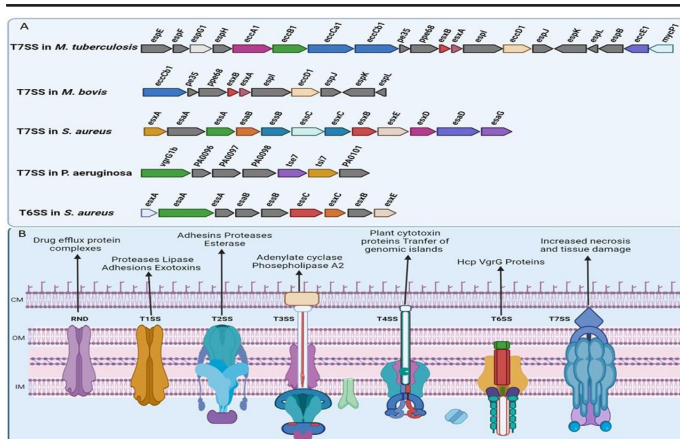 A
espE espF espG1 espH eccA1 eccB1 eccCa1 eccCb1 pe35 ppe68 esxB esxA espI eccD1 espJ espK espL espB eccE1 mycP1
T7SS in M. tuberculosis
eccCb1 pe35 ppe68 esxB esxA espI eccD1 espJ espK espL
T7SS in M. bovis
esxA esaA essA esaB essB essC esxC esxB esxE esxD esaD esaG
T7SS in S. aureus
vgrG1b PA0096 PA0097 PA0098 tse7 tsi7 PA0101
T7SS in P. aeruginosa
esxA esaA essA esaB essB essC esxC esxB esxE
T6SS in S. aureus
B
Drug efflux protein
complexes
Proteases Lipase
Adhesions Exotoxins
Adhesins Proteases
Esterase
Adenylate cyclase
Phosepholipase A2
Plant cytotoxin
proteins Tranfer of
genomic islands
Hcp VgrG Proteins
Increased necrosis
and tissue damage
CM
RND T1SS T2SS T3SS T4SS T6SS T7SS
OM
IM